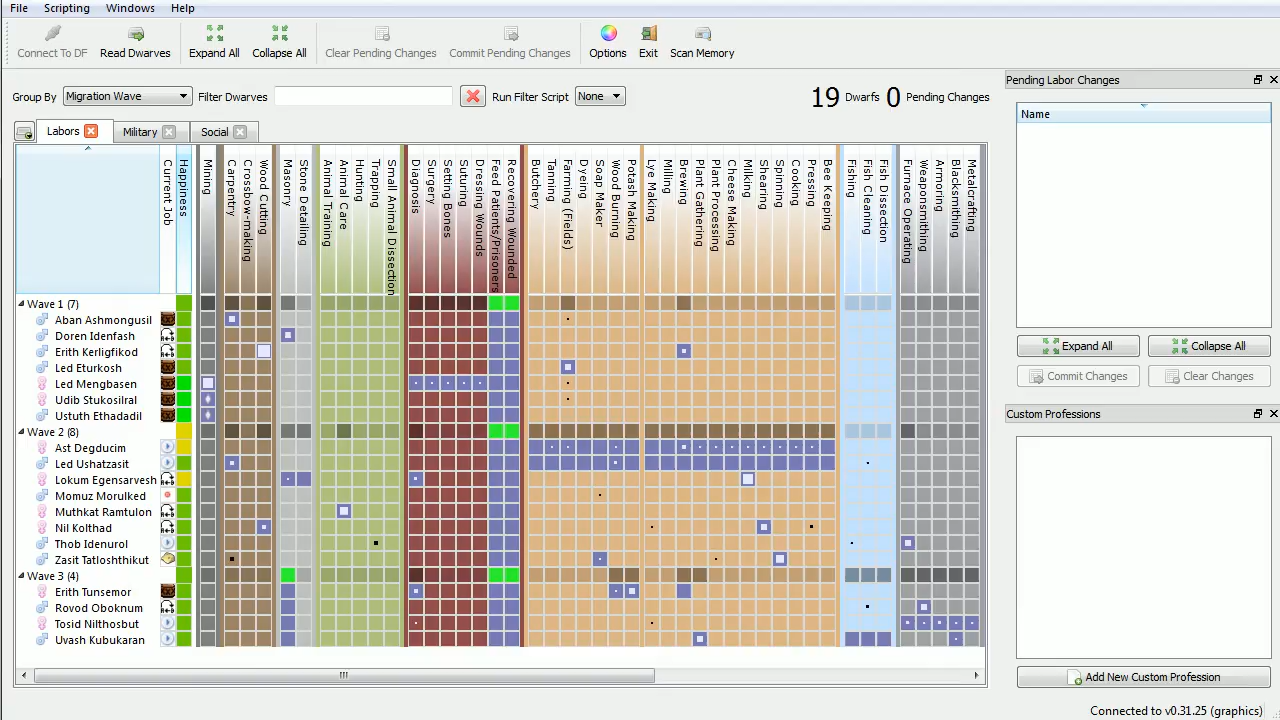 File Scripting Windows Help
Connect To DF Read Dwarves Expand All Collapse All Clear Pending Changes Commit Pending Changes Options Exit Scan Memory
Group By Migration Wave Filter Dwarves Run Filter Script None 19 Dwarfs 0 Pending Changes
Labors Military Social
Current Job
Happiness
Mining
Carpentry
Crossbow-making
Wood Cutting
Masonry
Stone Detailing
Animal Training
Animal Care
Hunting
Trapping
Small Animal Dissection
Diagnosis
Surgery
Setting Bones
Suturing
Dressing Wounds
Feed Patients/Prisoners
Recovering Wounded
Butchery
Tanning
Farming (Fields)
Dyeing
Soap Maker
Wood Burning
Potash Making
Lye Making
Milling
Brewing
Plant Gathering
Plant Processing
Cheese Making
Milking
Shearing
Spinning
Cooking
Pressing
Bee Keeping
Fishing
Fish Cleaning
Fish Dissection
Furnace Operating
Weaponsmithing
Armoring
Blacksmithing
Metalcrafting
Wave 1 (7)
Aban Ashmongusil
Doren Idenfash
Erith Kerligfikod
Led Eturkosh
Led Mengbasen
Udib Stukosilral
Ustuth Ethadadil
Wave 2 (8)
Ast Degducim
Led Ushatzasit
Lokum Egensarvesh
Momuz Morulked
Muthkat Ramtulon
Nil Kolthad
Thob Idenurol
Zasit Tatloshthikut
Wave 3 (4)
Erith Tunsemor
Rovod Oboknum
Tosid Nilthosbut
Uvash Kubukaran
Pending Labor Changes
Name
Expand All Collapse All
Commit Changes Clear Changes
Custom Professions
Add New Custom Profession
Connected to v0.31.25 (graphics)